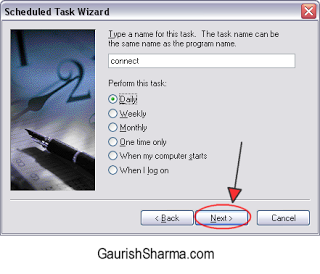 Scheduled Task Wizard
Type a name for this task. The task name can be
the same name as the program name.
connect
Perform this task:
Daily
Weekly
Monthly
One time only
When my computer starts
When I log on
< Back
Next >
Cancel
GaurishSharma.com